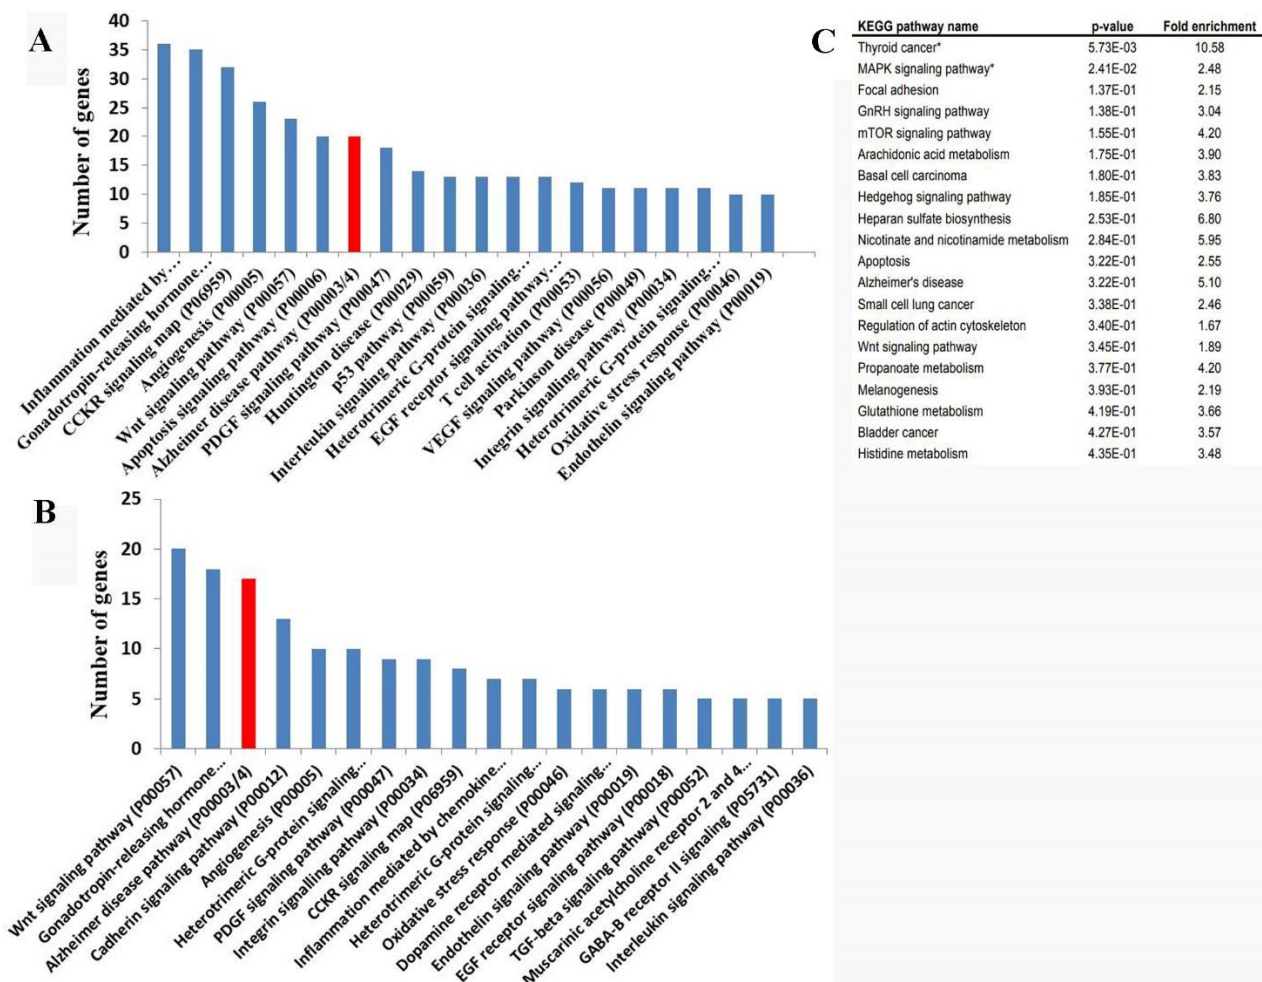 A
Number of genes
40
35
30
25
20
15
10
5
0
Inflammation mediated by…
Gonadotropin-releasing hormone…
CCKR signaling map (P06959)
Angiogenesis (P00005)
Wnt signaling pathway (P00057)
Apoptosis signaling pathway (P00006)
Alzheimer disease pathway (P00003/4)
PDGF signaling pathway (P00047)
Huntington disease (P00029)
p53 pathway (P00059)
Interleukin signaling pathway (P00036)
Heterotrimeric G-protein signaling…
EGF receptor signaling pathway…
T cell activation (P00053)
VEGF signaling pathway (P00056)
Parkinson disease (P00049)
Integrin signalling pathway (P00034)
Heterotrimeric G-protein signaling…
Oxidative stress response (P00046)
Endothelin signaling pathway (P00019)
B
Number of genes
25
20
15
10
5
0
Wnt signaling pathway (P00057)
Gonadotropin-releasing hormone…
Alzheimer disease pathway (P00003/4)
Cadherin signaling pathway (P00012)
Angiogenesis (P00005)
Heterotrimeric G-protein signaling…
PDGF signaling pathway (P00047)
Integrin signalling pathway (P00034)
CCKR signaling map (P06959)
Inflammation mediated by chemokine…
Heterotrimeric G-protein signaling…
Oxidative stress response (P00046)
Dopamine receptor mediated signaling…
Endothelin signaling pathway (P00019)
EGF receptor signaling pathway (P00018)
TGF-beta signaling pathway (P00052)
Muscarinic acetylcholine receptor 2 and 4…
GABA-B receptor II signaling (P05731)
Interleukin signaling pathway (P00036)
C
KEGG pathway name p-value Fold enrichment
Thyroid cancer* 5.73E-03 10.58
MAPK signaling pathway* 2.41E-02 2.48
Focal adhesion 1.37E-01 2.15
GnRH signaling pathway 1.38E-01 3.04
mTOR signaling pathway 1.55E-01 4.20
Arachidonic acid metabolism 1.75E-01 3.90
Basal cell carcinoma 1.80E-01 3.83
Hedgehog signaling pathway 1.85E-01 3.76
Heparan sulfate biosynthesis 2.53E-01 6.80
Nicotinate and nicotinamide metabolism 2.84E-01 5.95
Apoptosis 3.22E-01 2.55
Alzheimer's disease 3.22E-01 5.10
Small cell lung cancer 3.38E-01 2.46
Regulation of actin cytoskeleton 3.40E-01 1.67
Wnt signaling pathway 3.45E-01 1.89
Propanoate metabolism 3.77E-01 4.20
Melanogenesis 3.93E-01 2.19
Glutathione metabolism 4.19E-01 3.66
Bladder cancer 4.27E-01 3.57
Histidine metabolism 4.35E-01 3.48